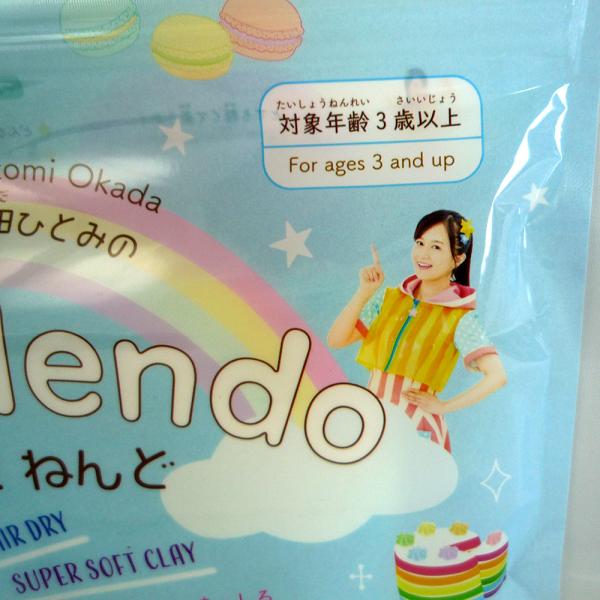 たいしょうねんれい さいいじょう
対象年齢3歳以上
For ages 3 and up
tomi Okada
田ひとみの
endo
ねんど
AIR DRY
SUPER SOFT CLAY